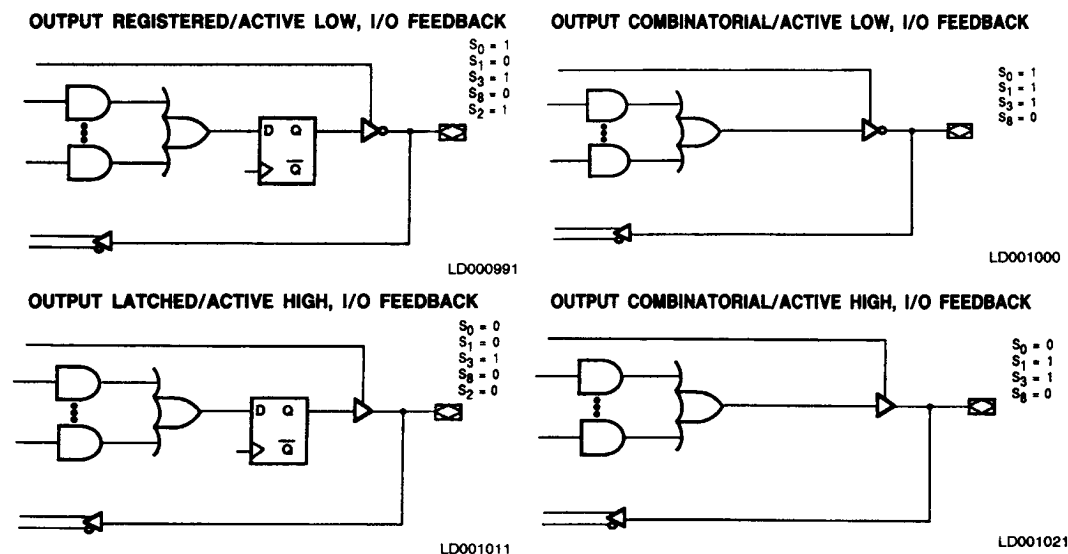 OUTPUT REGISTERED/ACTIVE LOW, I/O FEEDBACK
S0 = 1
S1 = 0
S3 = 1
S8 = 0
S2 = 1
D Q
Q̅
LD000991
OUTPUT COMBINATORIAL/ACTIVE LOW, I/O FEEDBACK
S0 = 1
S1 = 1
S3 = 1
S8 = 0
LD001000
OUTPUT LATCHED/ACTIVE HIGH, I/O FEEDBACK
S0 = 0
S1 = 0
S3 = 1
S8 = 0
S2 = 0
D Q
Q̅
LD001011
OUTPUT COMBINATORIAL/ACTIVE HIGH, I/O FEEDBACK
S0 = 0
S1 = 1
S3 = 1
S8 = 0
LD001021